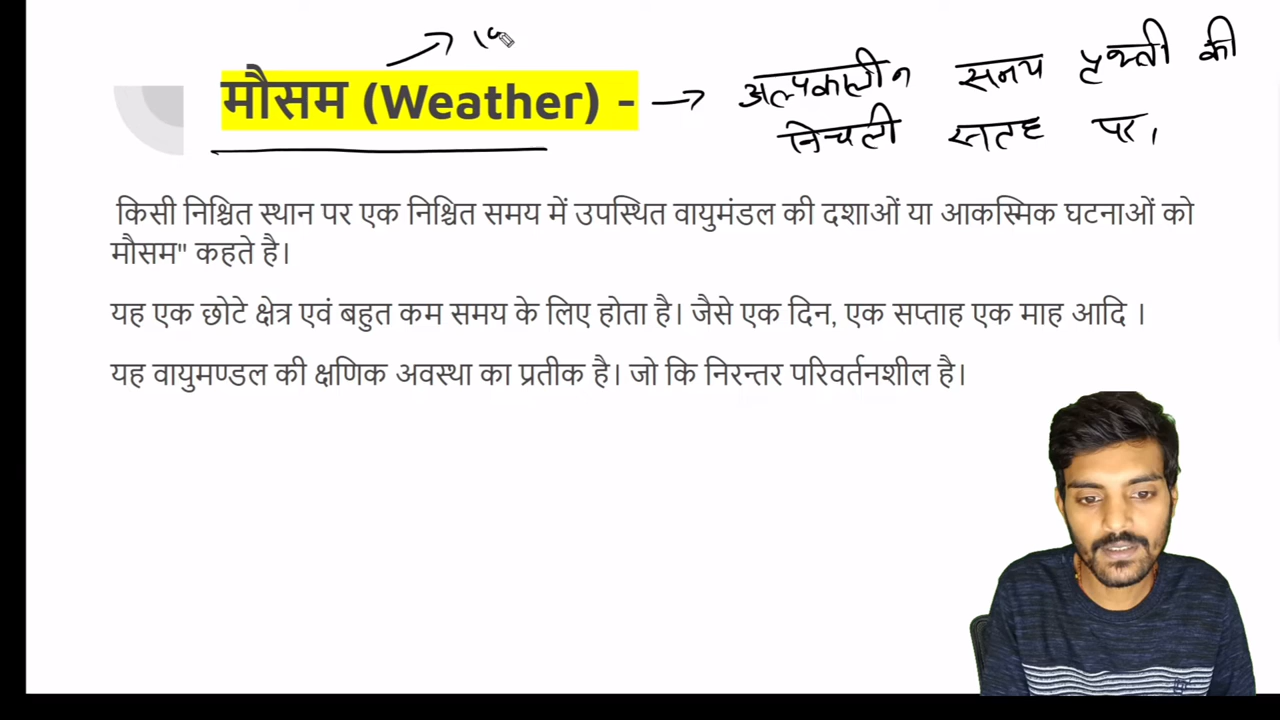 मौसम (Weather) -
अल्पकालीन समय पृथ्वी की
निचली सतह पर।
किसी निश्चित स्थान पर एक निश्चित समय में उपस्थित वायुमंडल की दशाओं या आकस्मिक घटनाओं को
मौसम" कहते है।
यह एक छोटे क्षेत्र एवं बहुत कम समय के लिए होता है। जैसे एक दिन, एक सप्ताह एक माह आदि ।
यह वायुमण्डल की क्षणिक अवस्था का प्रतीक है। जो कि निरन्तर परिवर्तनशील है।